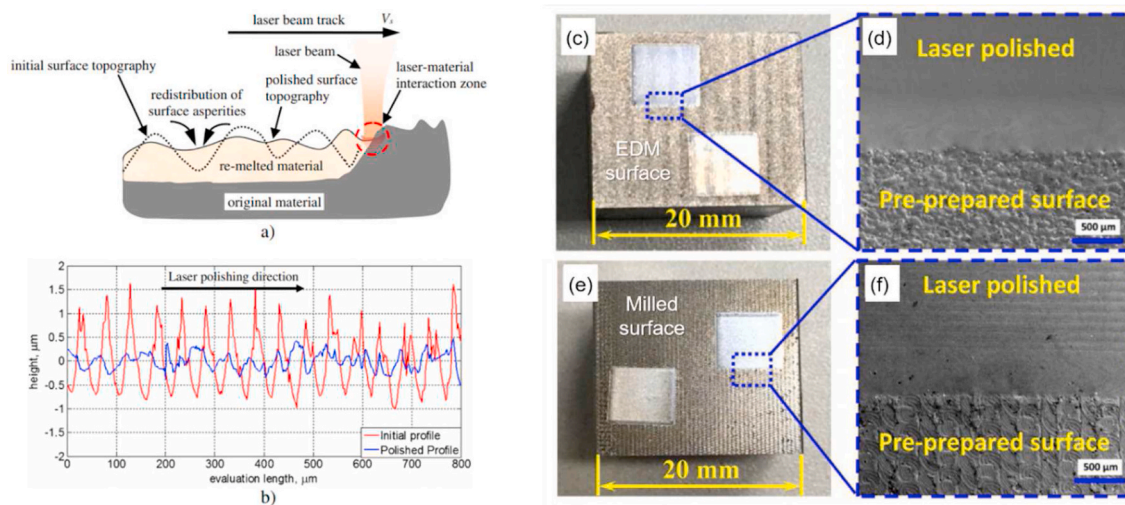 laser beam track
Vs
laser beam
initial surface topography
redistribution of surface asperities
polished surface topography
laser-material interaction zone
re-melted material
original material
a)
Laser polishing direction
height, μm
2
1.5
1
0.5
0
-0.5
-1
-1.5
-2
Initial profile
Polished Profile
0 100 200 300 400 500 600 700 800
evaluation length, μm
b)
(c)
EDM surface
20 mm
(d)
Laser polished
Pre-prepared surface
500 μm
(e)
Milled surface
20 mm
(f)
Laser polished
Pre-prepared surface
500 μm